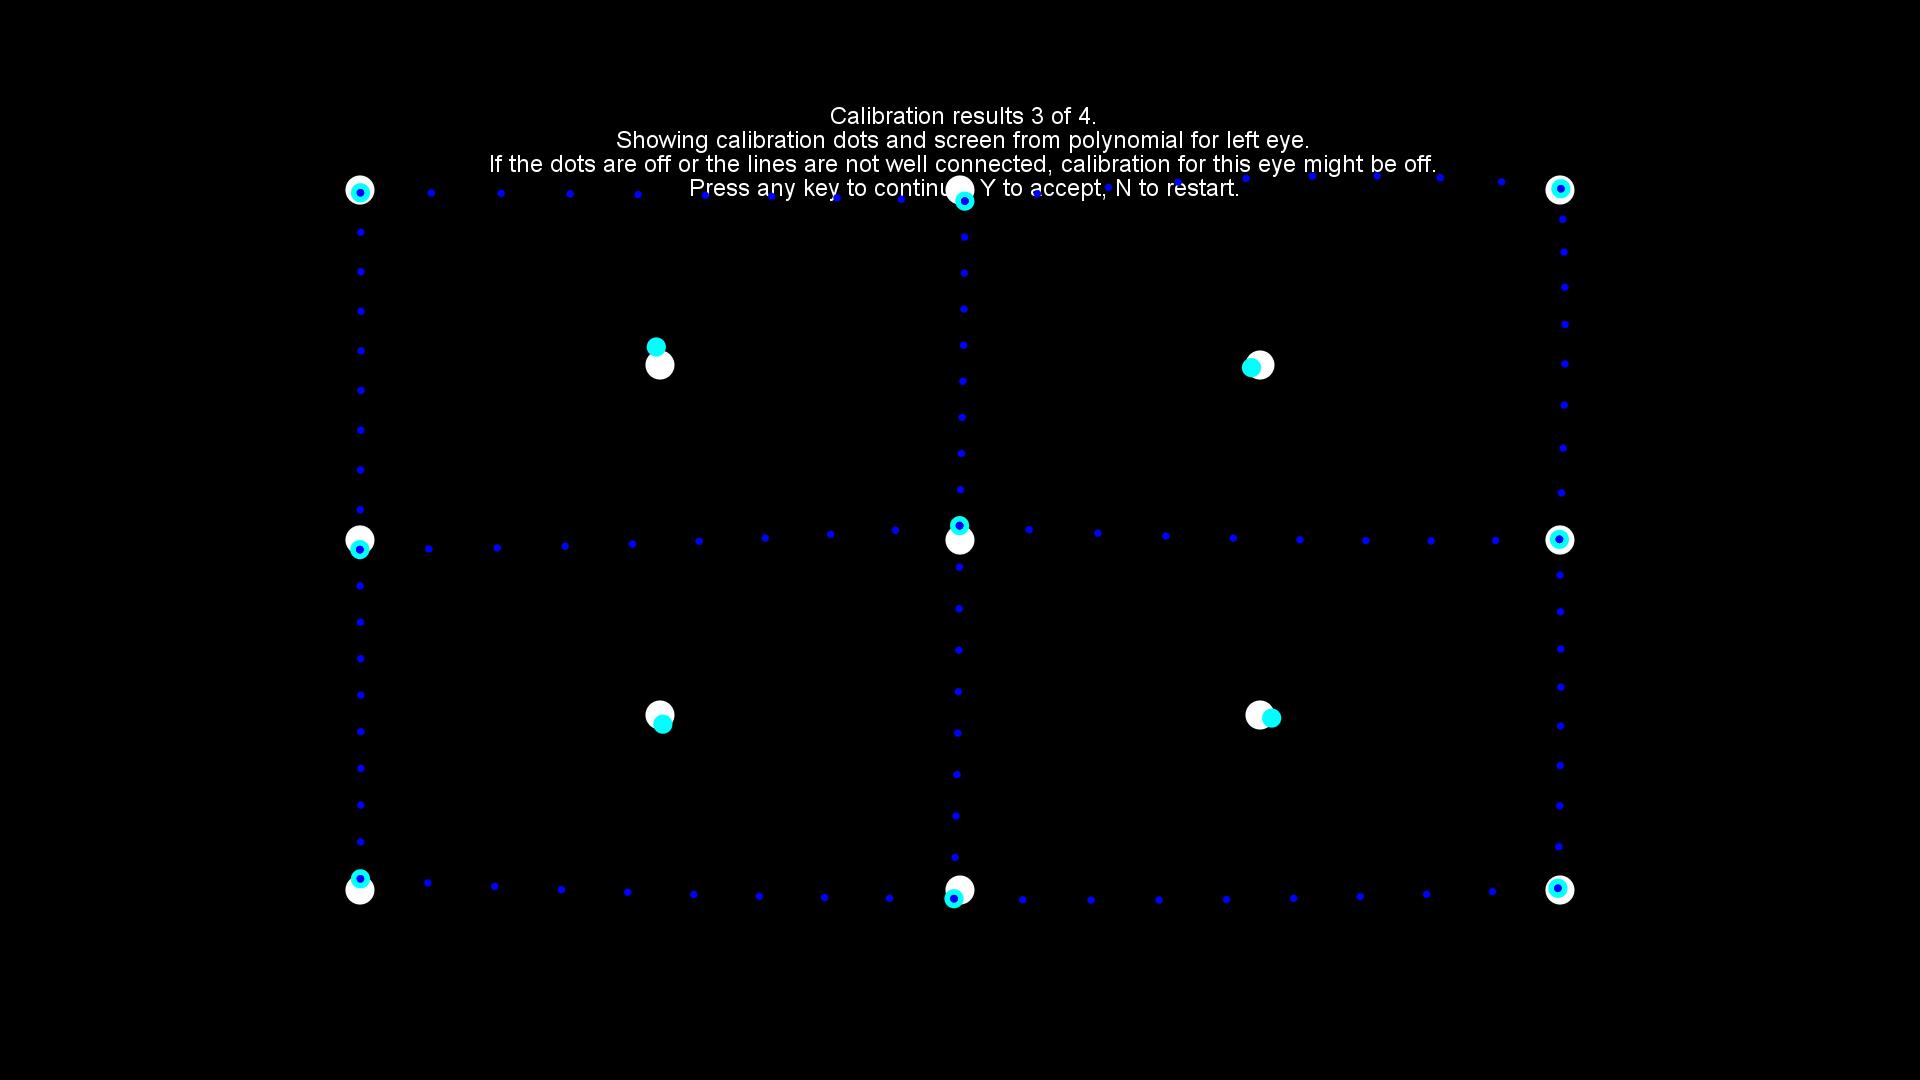 Calibration results 3 of 4.
Showing calibration dots and screen from polynomial for left eye.
If the dots are off or the lines are not well connected, calibration for this eye might be off.
Press any key to continue, Y to accept, N to restart.